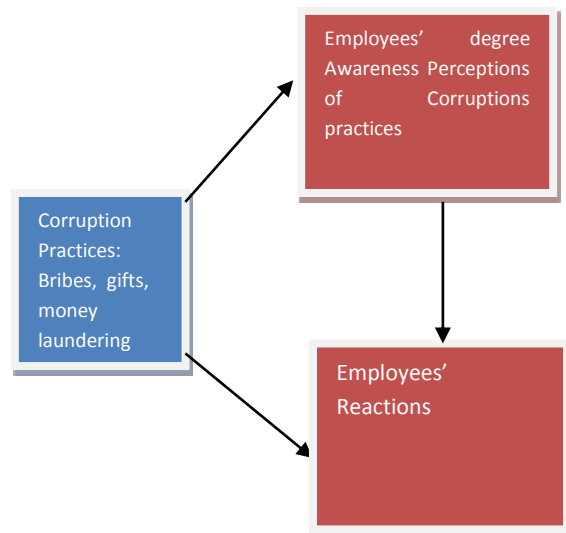 Employees’ degree
Awareness Perceptions
of Corruptions
practices
Corruption
Practices:
Bribes, gifts,
money
laundering
Employees’
Reactions